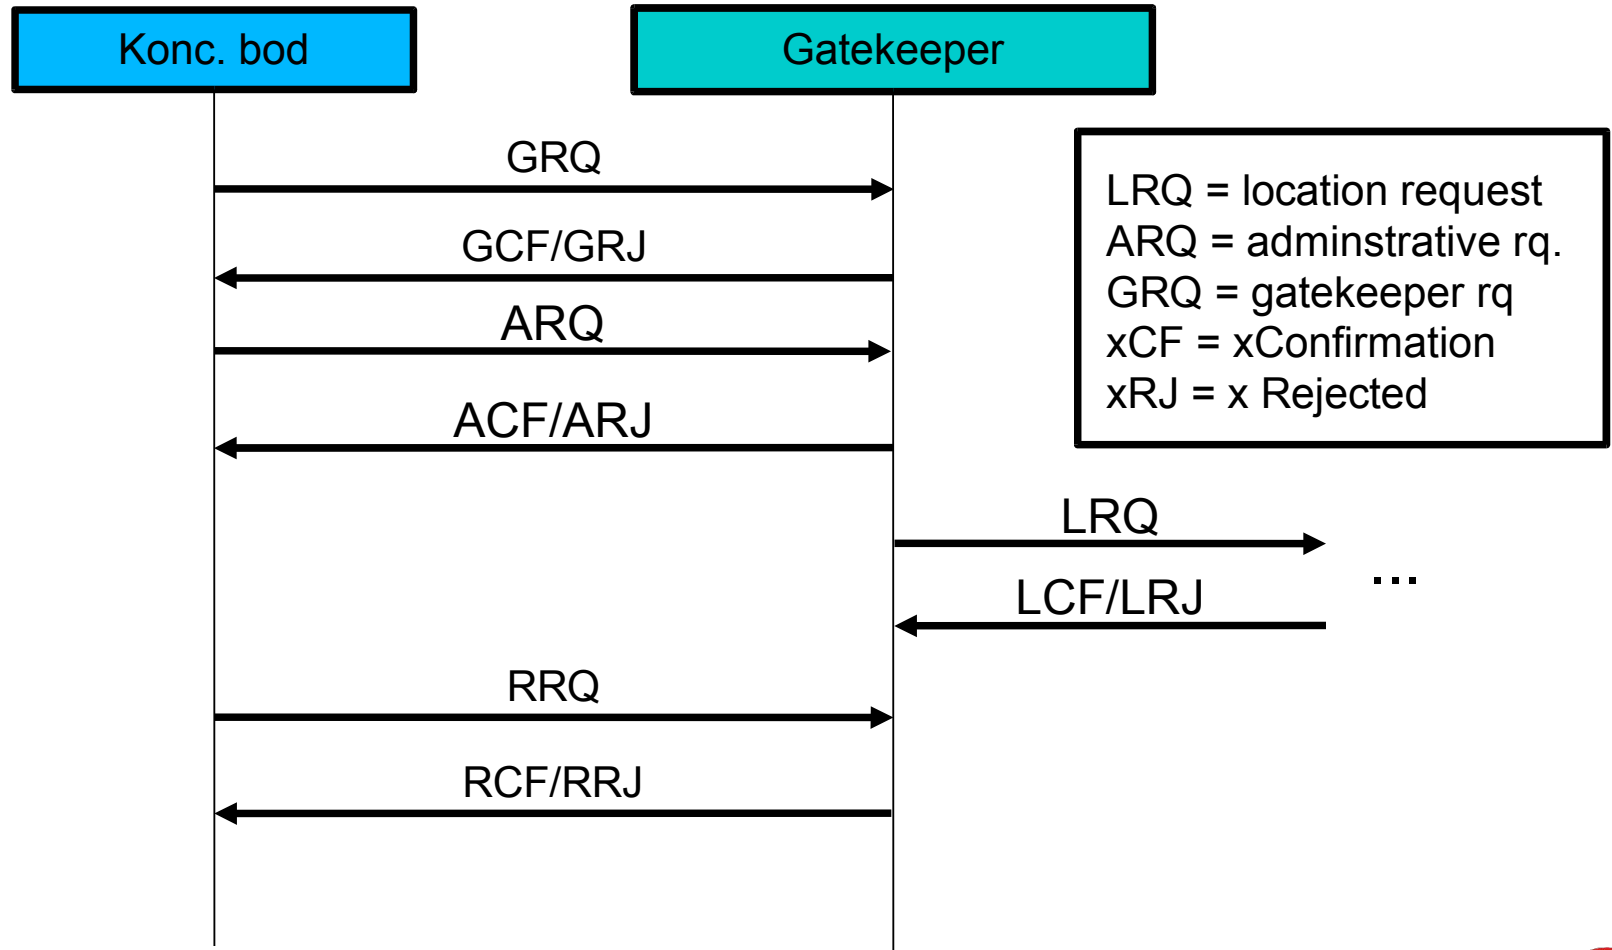 Konc. bod
Gatekeeper
GRQ
GCF/GRJ
ARQ
ACF/ARJ
LRQ = location request
ARQ = adminstrative rq.
GRQ = gatekeeper rq
xCF = xConfirmation
xRJ = x Rejected
LRQ
...
LCF/LRJ
RRQ
RCF/RRJ